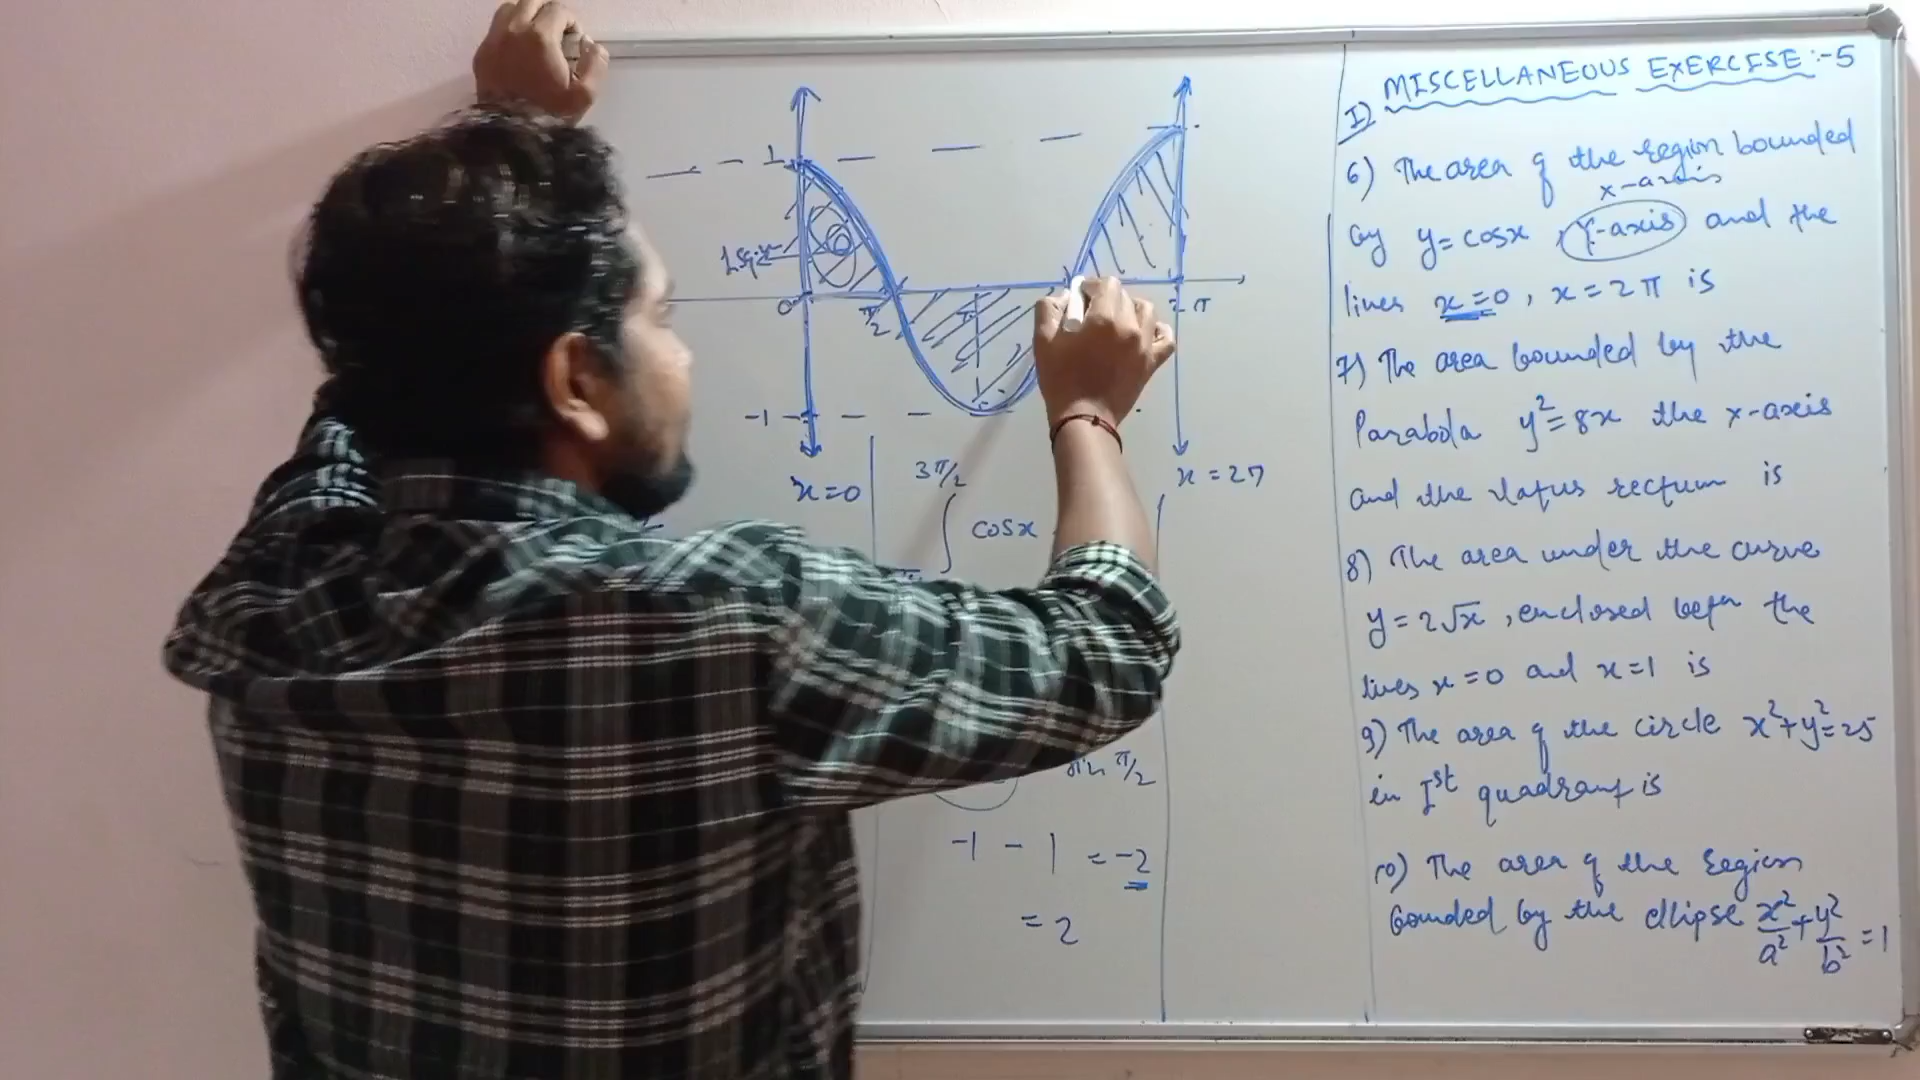 1
1 sq.
0
π/2
π
2π
-1
x=0
x=2π
3π/2
∫ cosx
sin π/2
-1 - 1 = -2
= 2
MISCELLANEOUS EXERCISE:-5
I)
6) The area of the region bounded
x-axis
by y=cosx, Y-axis and the
lines x=0, x=2π is
7) The area bounded by the
Parabola y²=8x the x-axis
and the latus rectum is
8) The area under the curve
y=2√x, enclosed betn the
lines x=0 and x=1 is
9) The area of the circle x²+y²=25
in Ist quadrant is
10) The area of the region
bounded by the ellipse x²/a²+y²/b²=1